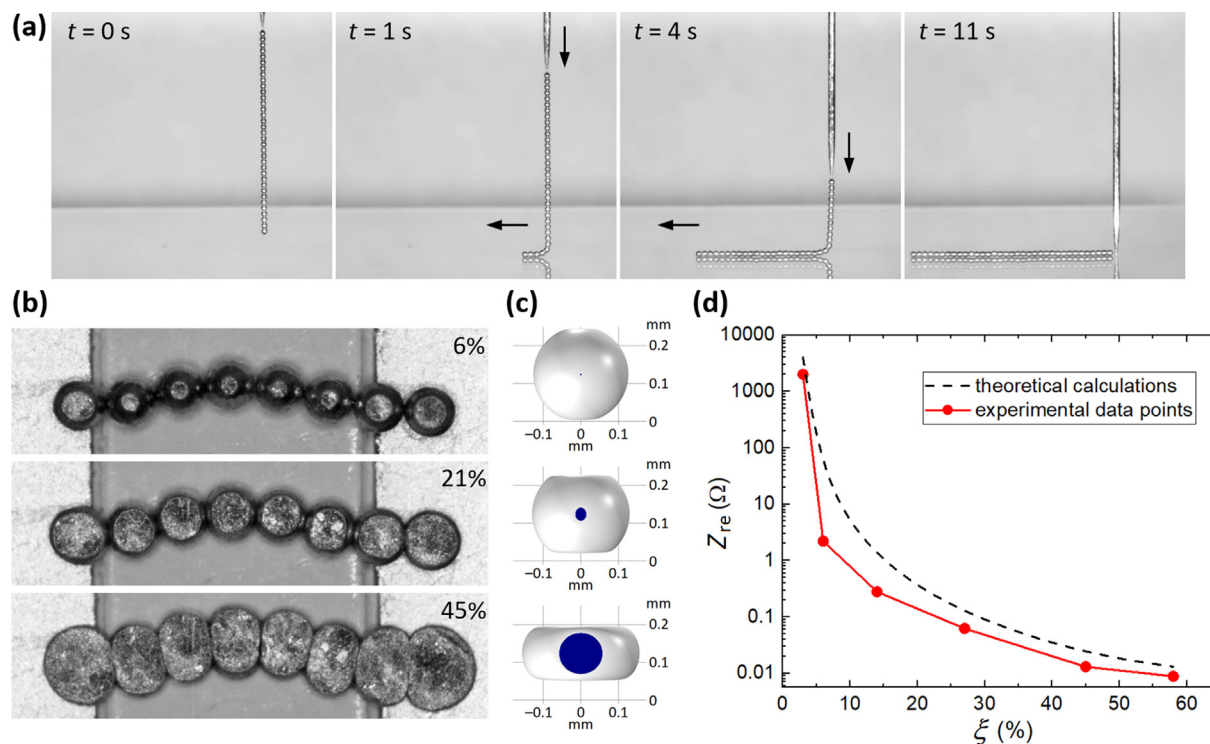 (a)
t = 0 s
t = 1 s
t = 4 s
t = 11 s
(b)
6%
21%
45%
(c)
mm
0.2
0.1
0
−0.1 0 0.1
mm
mm
0.2
0.1
0
−0.1 0 0.1
mm
mm
0.2
0.1
0
−0.1 0 0.1
mm
(d)
10000
1000
100
10
1
0.1
0.01
Zre (Ω)
theoretical calculations
experimental data points
0 10 20 30 40 50 60
ξ (%)